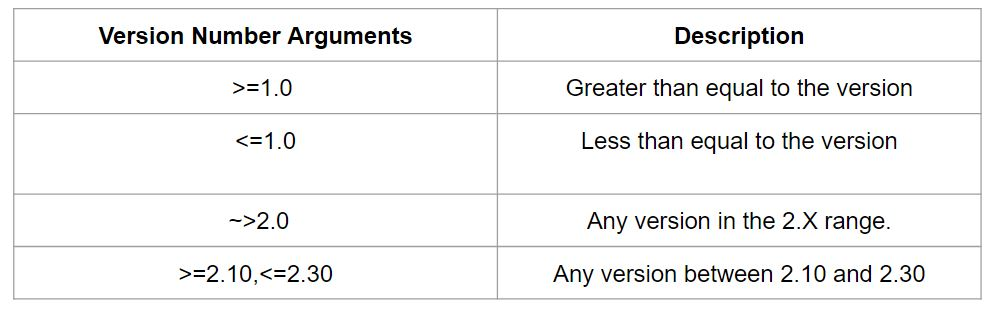 Version Number Arguments Description
>=1.0 Greater than equal to the version
<=1.0 Less than equal to the version
~>2.0 Any version in the 2.X range.
>=2.10,<=2.30 Any version between 2.10 and 2.30